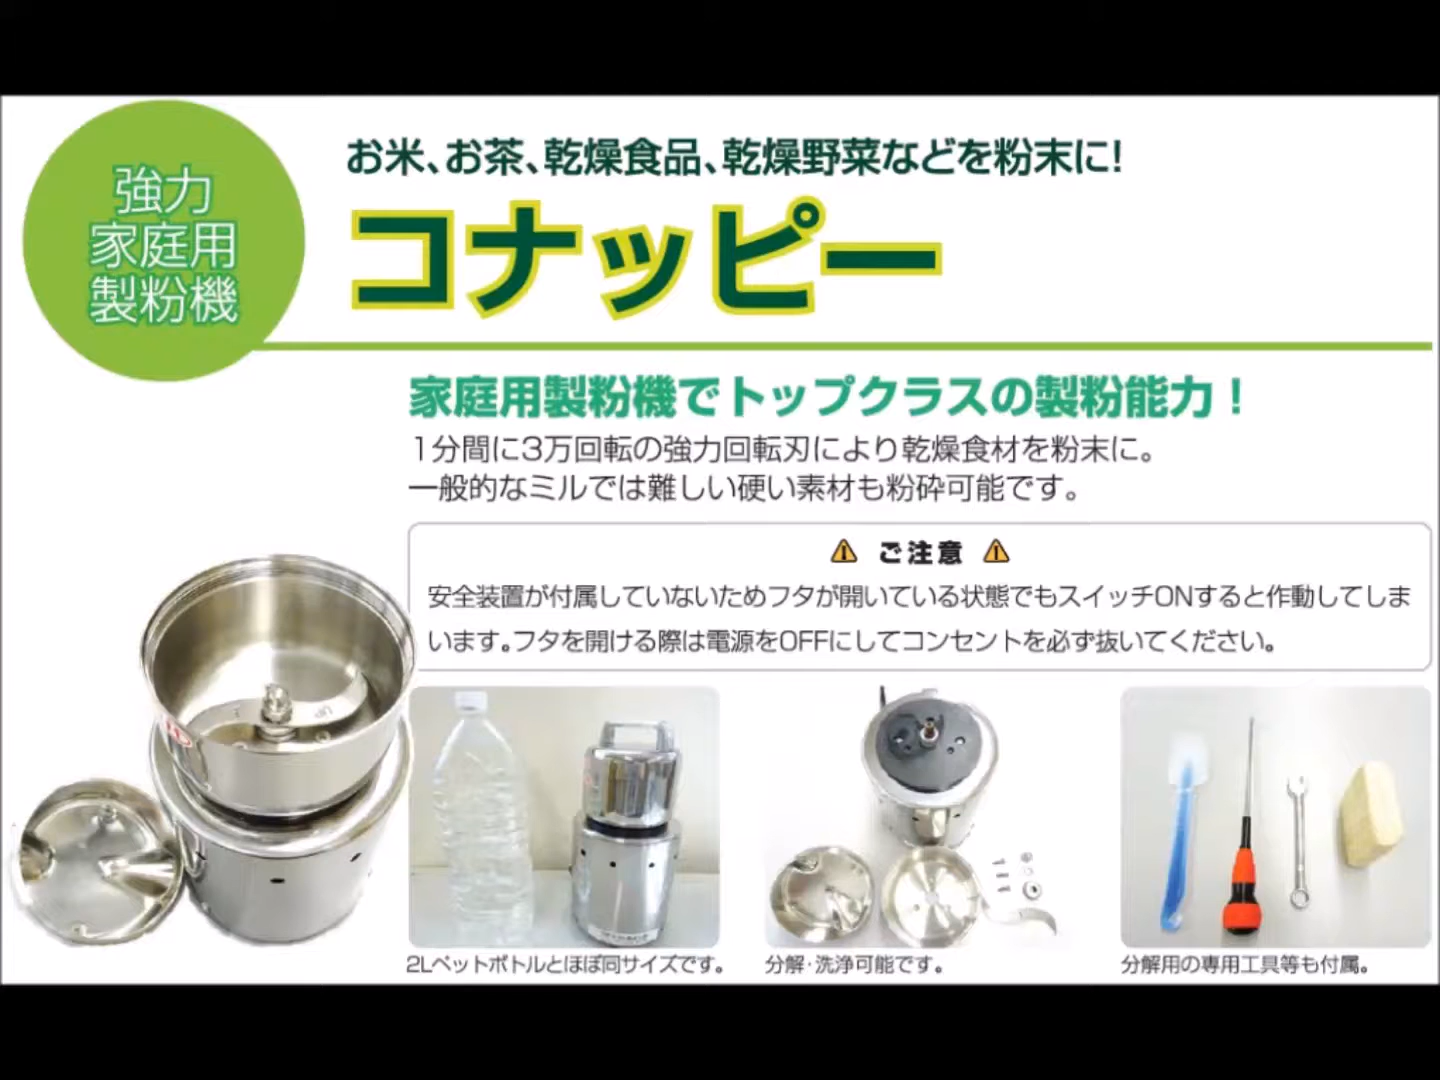 強力
家庭用
製粉機
お米、お茶、乾燥食品、乾燥野菜などを粉末に!
コナッピー
家庭用製粉機でトップクラスの製粉能力！
1分間に3万回転の強力回転刃により乾燥食材を粉末に。
一般的なミルでは難しい硬い素材も粉砕可能です。
ご注意
安全装置が付属していないためフタが開いている状態でもスイッチONすると作動してしま
います。フタを開ける際は電源をOFFにしてコンセントを必ず抜いてください。
UP
2Lペットボトルとほぼ同サイズです。
分解・洗浄可能です。
分解用の専用工具等も付属。